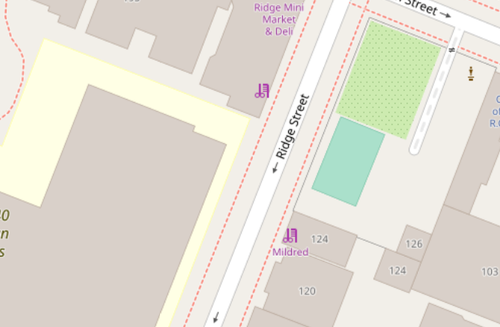 Street
Ridge Mini
Market
& Deli
Ridge Street
Mildred
124
126
124
120
103